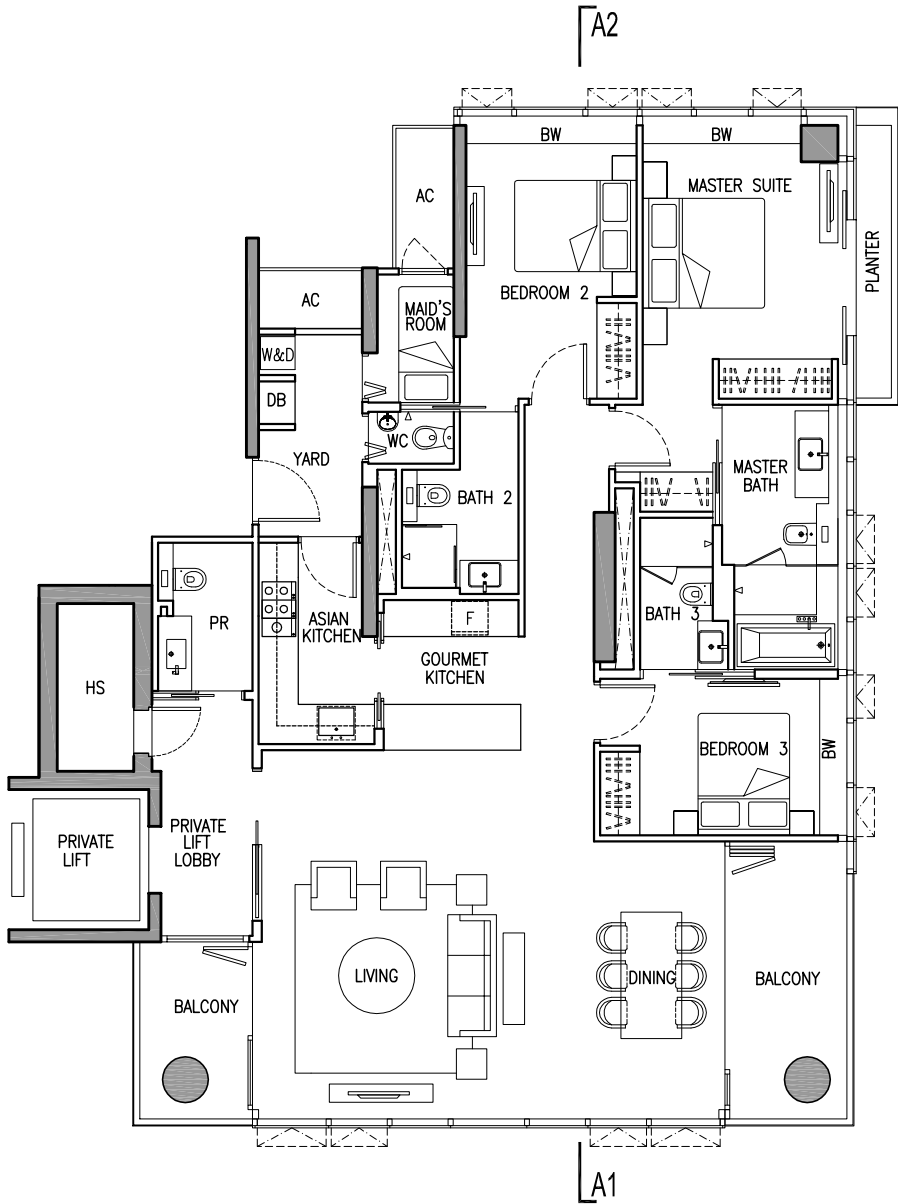 A2
BW
BW
AC
MASTER SUITE
PLANTER
BEDROOM 2
AC
MAID'S
ROOM
W&D
DB
WC
YARD
MASTER
BATH
BATH 2
F
PR
ASIAN
KITCHEN
BATH 3
GOURMET
KITCHEN
HS
BEDROOM 3
BW
PRIVATE
LIFT
PRIVATE
LIFT
LOBBY
LIVING
DINING
BALCONY
BALCONY
A1